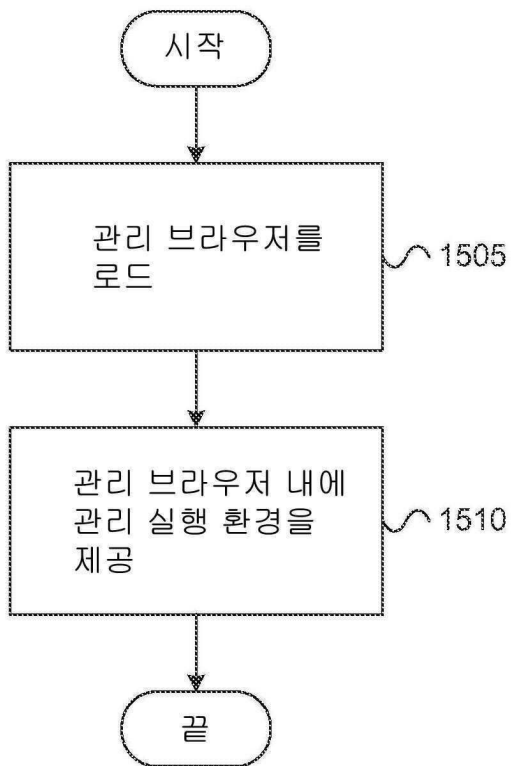 시작
관리 브라우저를
로드
1505
관리 브라우저 내에
관리 실행 환경을
제공
1510
끝